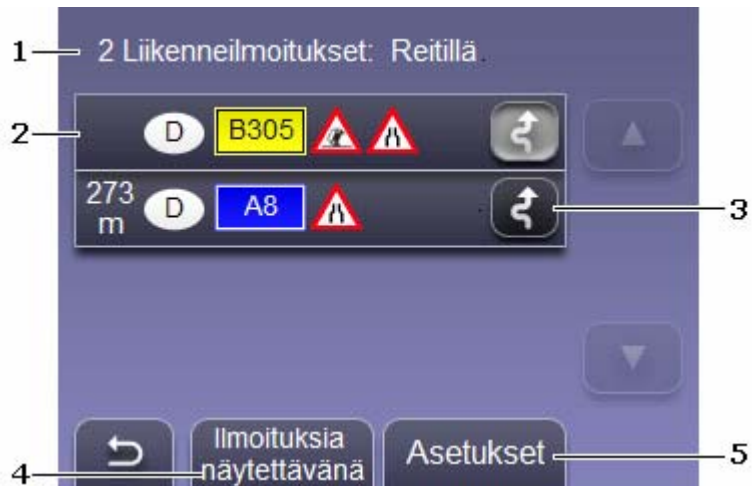 1 2 Liikenneilmoitukset: Reitillä
2 D B305
273 m D A8 3
Ilmoituksia
4 näytettävänä Asetukset 5